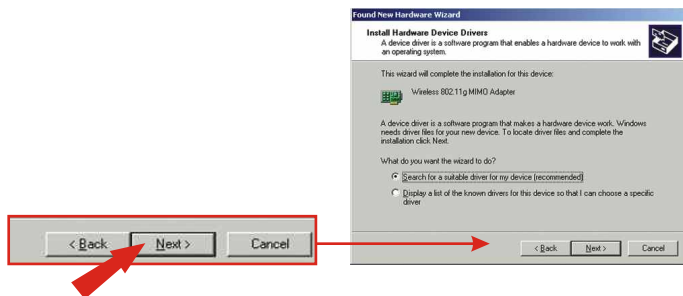 Found New Hardware Wizard
Install Hardware Device Drivers
A device driver is a software program that enables a hardware device to work with
an operating system.
This wizard will complete the installation for this device:
Wireless 802.11g MIMO Adapter
A device driver is a software program that makes a hardware device work. Windows
needs driver files for your new device. To locate driver files and complete the
installation click Next.
What do you want the wizard to do?
Search for a suitable driver for my device (recommended)
Display a list of the known drivers for this device so that I can choose a specific
driver
< Back Next > Cancel
< Back Next > Cancel